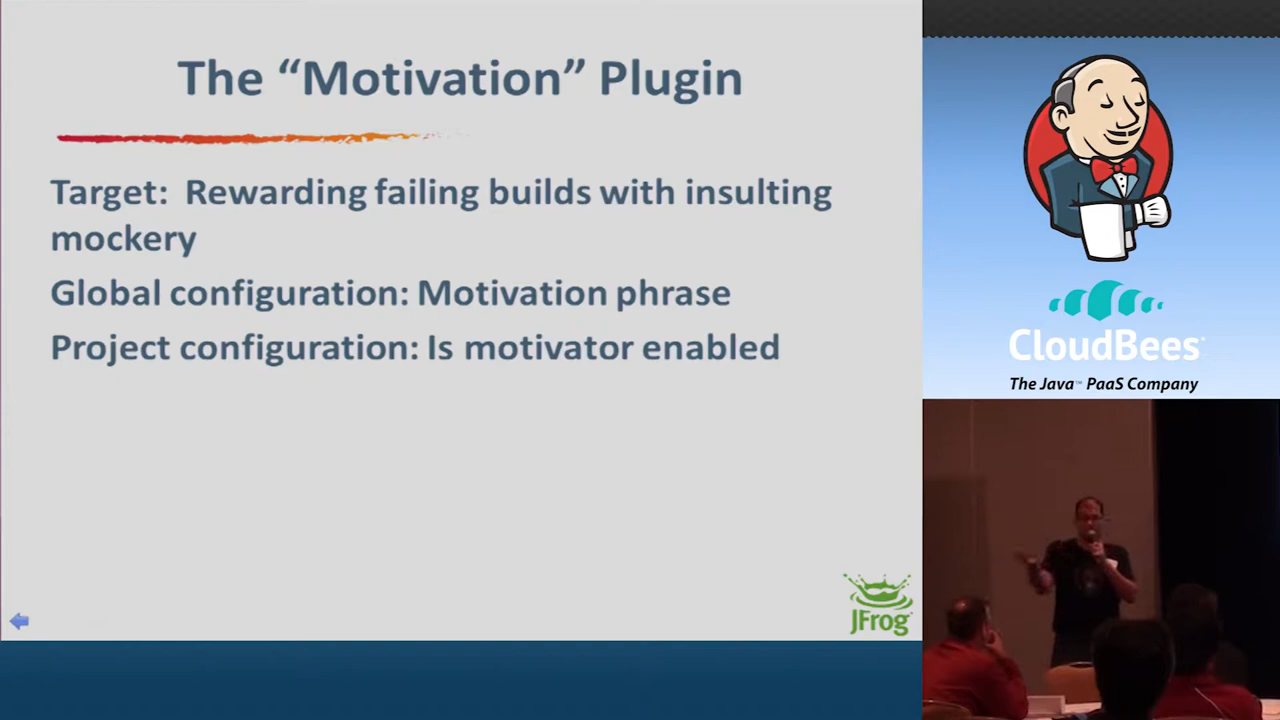 The “Motivation” Plugin
Target: Rewarding failing builds with insulting
mockery
Global configuration: Motivation phrase
Project configuration: Is motivator enabled
JFrog
CloudBees
The Java™ PaaS Company